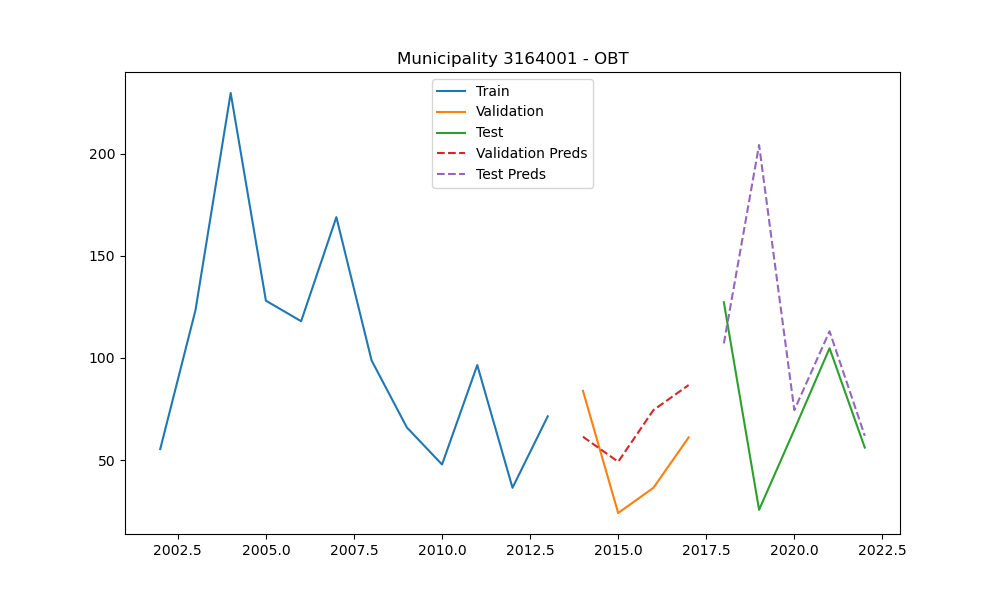 Municipality 3164001 - OBT
Train
Validation
Test
Validation Preds
Test Preds
200
150
100
50
2002.5 2005.0 2007.5 2010.0 2012.5 2015.0 2017.5 2020.0 2022.5